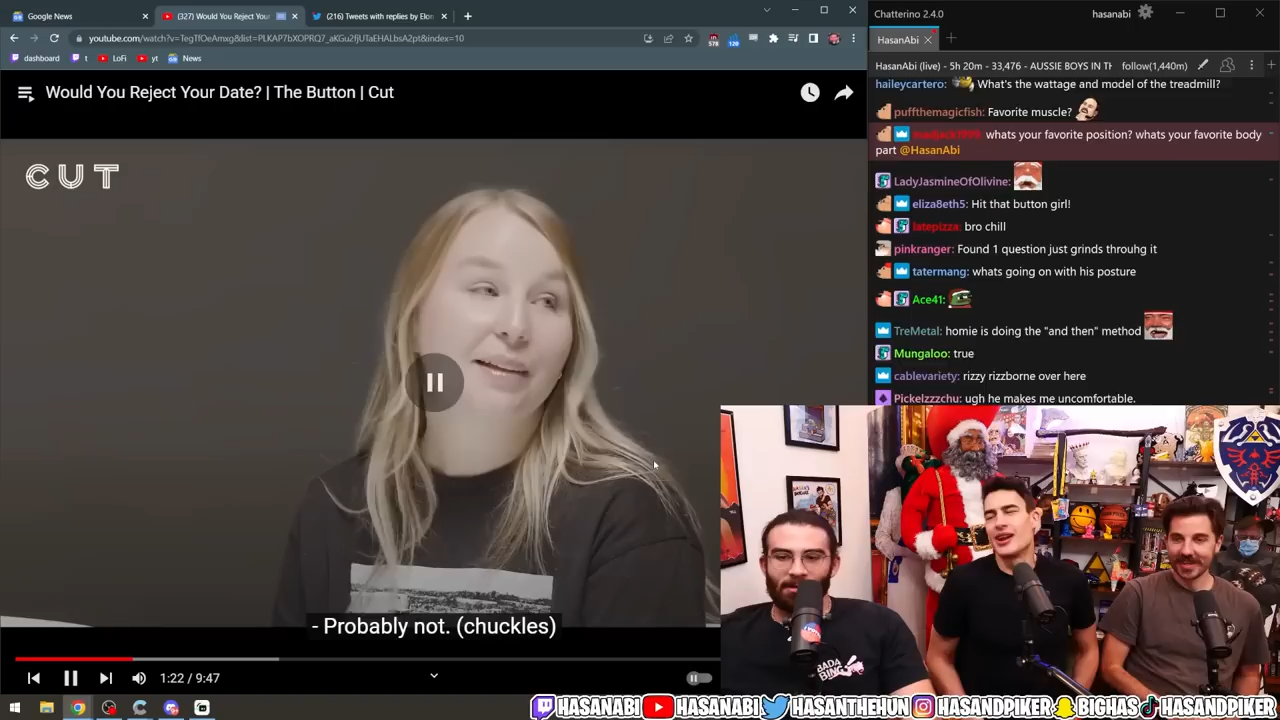 Google News
(327) Would You Reject Your
(216) Tweets with replies by Elon
youtube.com/watch?v=TegTfOeAmxg&list=PLKAP7bXOPRQ7_aKGu2fjUTaEHALbsA2pt&index=10
578
120
dashboard
t
LoFi
yt
News
Would You Reject Your Date? | The Button | Cut
CUT
- Probably not. (chuckles)
1:22 / 9:47
Chatterino 2.4.0
hasanabi
HasanAbi
HasanAbi (live) - 5h 20m - 33,476 - AUSSIE BOYS IN TH
follow(1,440m)
haileycartero: What's the wattage and model of the treadmill?
puffthemagicfish: Favorite muscle?
whats your favorite position? whats your favorite body
part @HasanAbi
LadyJasmineOfOlivine:
eliza8eth5: Hit that button girl!
latepizza: bro chill
pinkranger: Found 1 question just grinds throuhg it
tatermang: whats going on with his posture
Ace41:
TreMetal: homie is doing the "and then" method
Mungaloo: true
cablevariety: rizzy rizzborne over here
Pickelzzzchu: ugh he makes me uncomfortable.
BADA
BING
HASANABI
HASANABI
HASANTHEHUN
HASANDPIKER
BIGHAS
HASANDPIKER